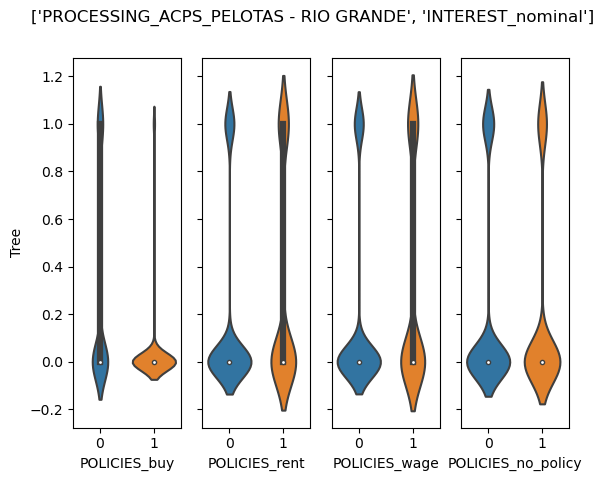 ['PROCESSING_ACPS_PELOTAS - RIO GRANDE', 'INTEREST_nominal']
Tree
1.2
1.0
0.8
0.6
0.4
0.2
0.0
−0.2
0 1 0 1 0 1 0 1
POLICIES_buy POLICIES_rent POLICIES_wage POLICIES_no_policy